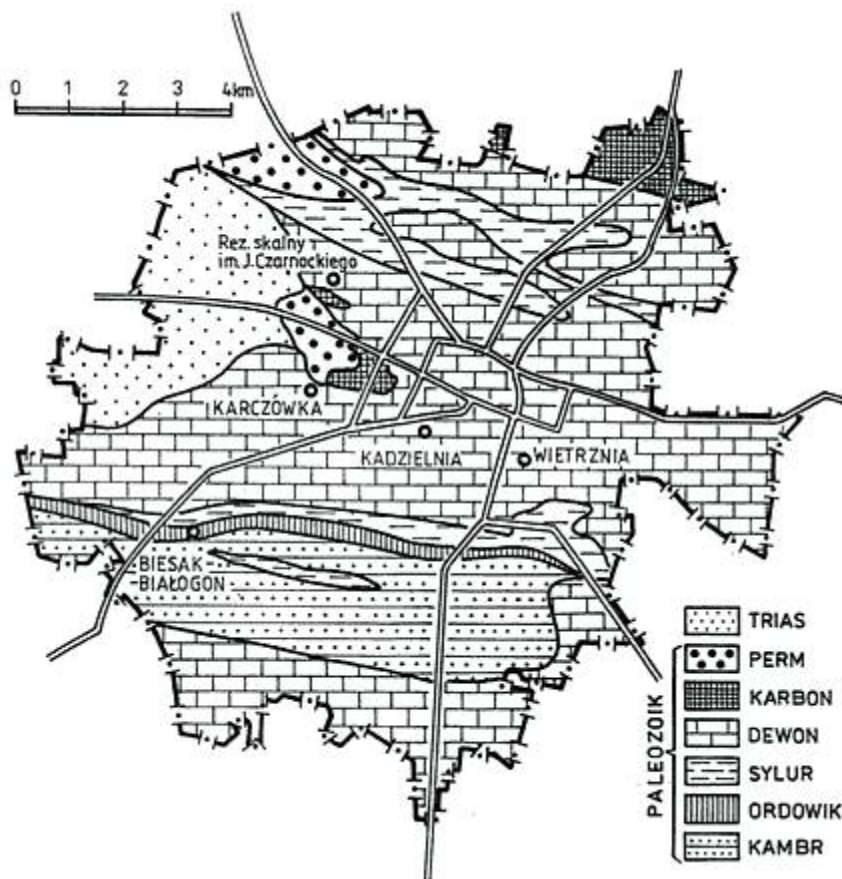 0 1 2 3 4km
Rez. skalny
im. J. Czarnockiego
KARCZÓWKA
KADZIELNIA
WIETRZNIA
BIESAK
BIAŁOGON
TRIAS
PERM
KARBON
DEWON
SYLUR
ORDOWIK
KAMBR
PALEOZOIK